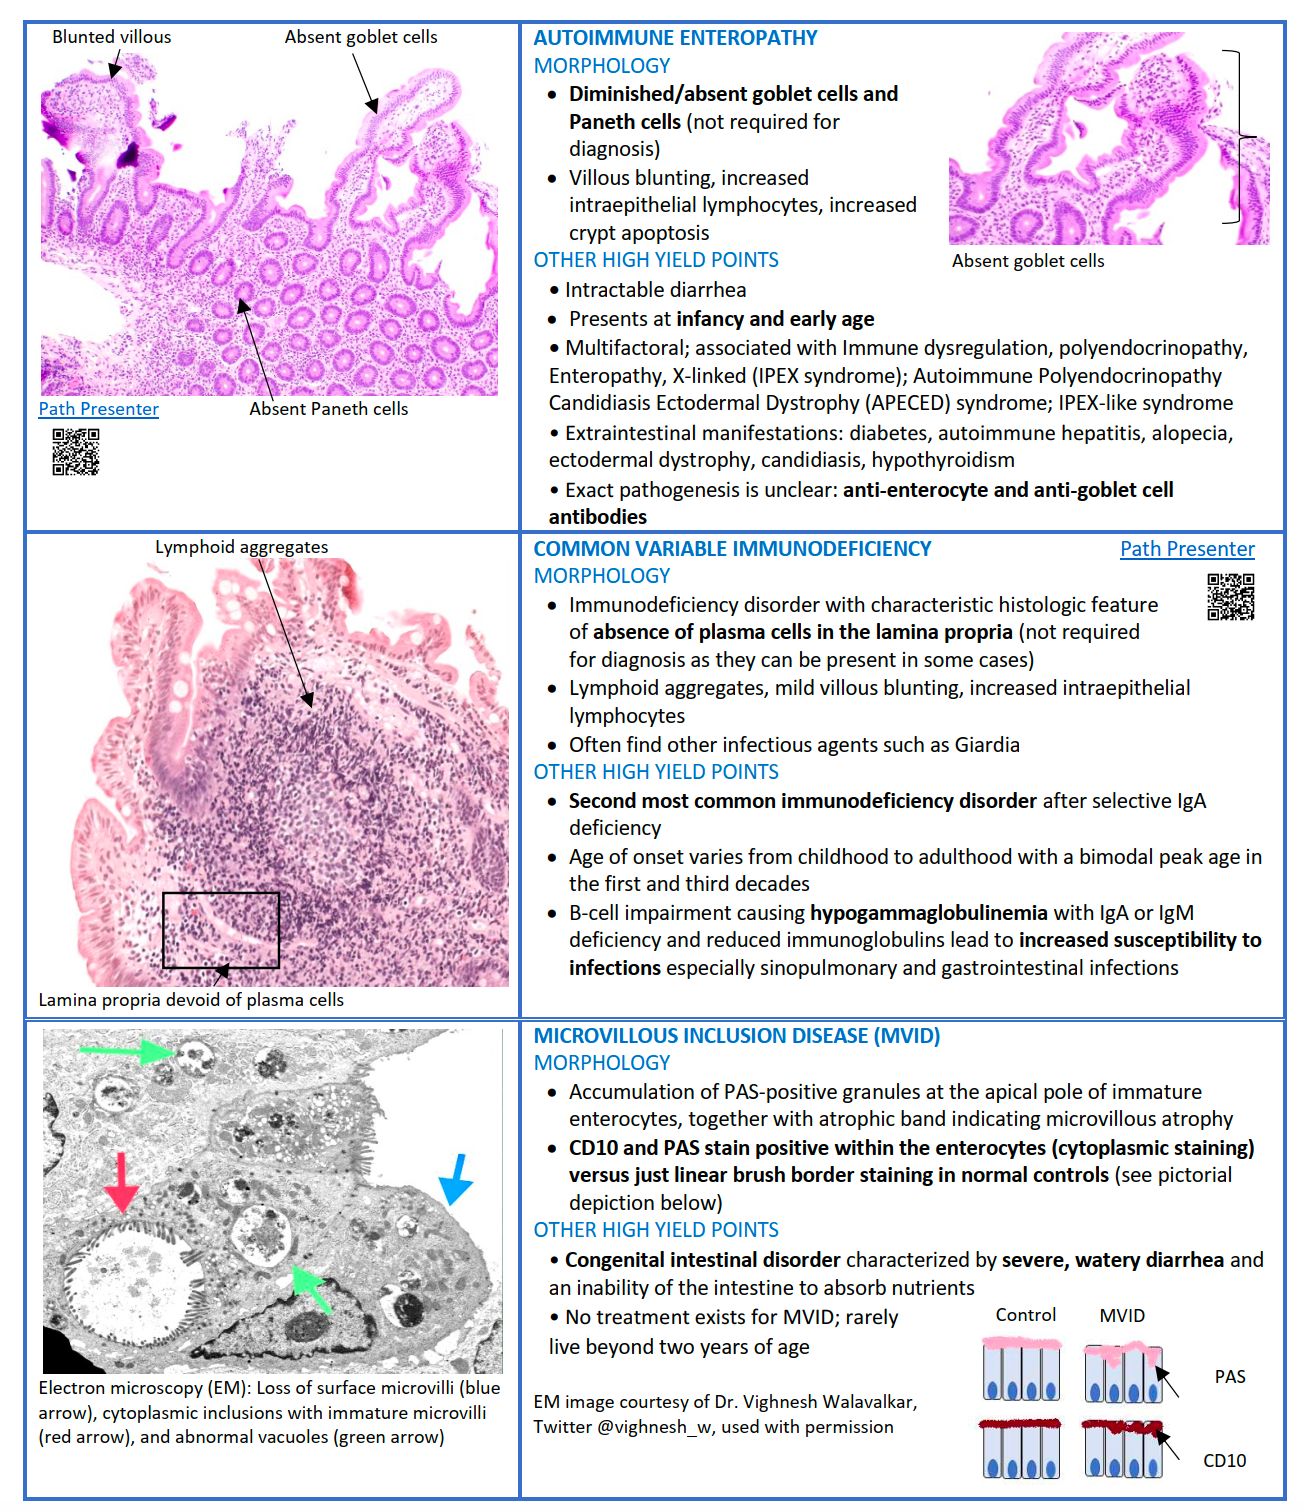 Blunted villous
Absent goblet cells
Path Presenter
Absent Paneth cells
AUTOIMMUNE ENTEROPATHY
MORPHOLOGY
• Diminished/absent goblet cells and
Paneth cells (not required for
diagnosis)
• Villous blunting, increased
intraepithelial lymphocytes, increased
crypt apoptosis
Absent goblet cells
OTHER HIGH YIELD POINTS
• Intractable diarrhea
• Presents at infancy and early age
• Multifactoral; associated with Immune dysregulation, polyendocrinopathy,
Enteropathy, X-linked (IPEX syndrome); Autoimmune Polyendocrinopathy
Candidiasis Ectodermal Dystrophy (APECED) syndrome; IPEX-like syndrome
• Extraintestinal manifestations: diabetes, autoimmune hepatitis, alopecia,
ectodermal dystrophy, candidiasis, hypothyroidism
• Exact pathogenesis is unclear: anti-enterocyte and anti-goblet cell
antibodies
Lymphoid aggregates
Lamina propria devoid of plasma cells
COMMON VARIABLE IMMUNODEFICIENCY
Path Presenter
MORPHOLOGY
• Immunodeficiency disorder with characteristic histologic feature
of absence of plasma cells in the lamina propria (not required
for diagnosis as they can be present in some cases)
• Lymphoid aggregates, mild villous blunting, increased intraepithelial
lymphocytes
• Often find other infectious agents such as Giardia
OTHER HIGH YIELD POINTS
• Second most common immunodeficiency disorder after selective IgA
deficiency
• Age of onset varies from childhood to adulthood with a bimodal peak age in
the first and third decades
• B-cell impairment causing hypogammaglobulinemia with IgA or IgM
deficiency and reduced immunoglobulins lead to increased susceptibility to
infections especially sinopulmonary and gastrointestinal infections
Electron microscopy (EM): Loss of surface microvilli (blue
arrow), cytoplasmic inclusions with immature microvilli
(red arrow), and abnormal vacuoles (green arrow)
MICROVILLOUS INCLUSION DISEASE (MVID)
MORPHOLOGY
• Accumulation of PAS-positive granules at the apical pole of immature
enterocytes, together with atrophic band indicating microvillous atrophy
• CD10 and PAS stain positive within the enterocytes (cytoplasmic staining)
versus just linear brush border staining in normal controls (see pictorial
depiction below)
OTHER HIGH YIELD POINTS
• Congenital intestinal disorder characterized by severe, watery diarrhea and
an inability of the intestine to absorb nutrients
• No treatment exists for MVID; rarely
live beyond two years of age
EM image courtesy of Dr. Vighnesh Walavalkar,
Twitter @vighnesh_w, used with permission
Control
MVID
PAS
CD10